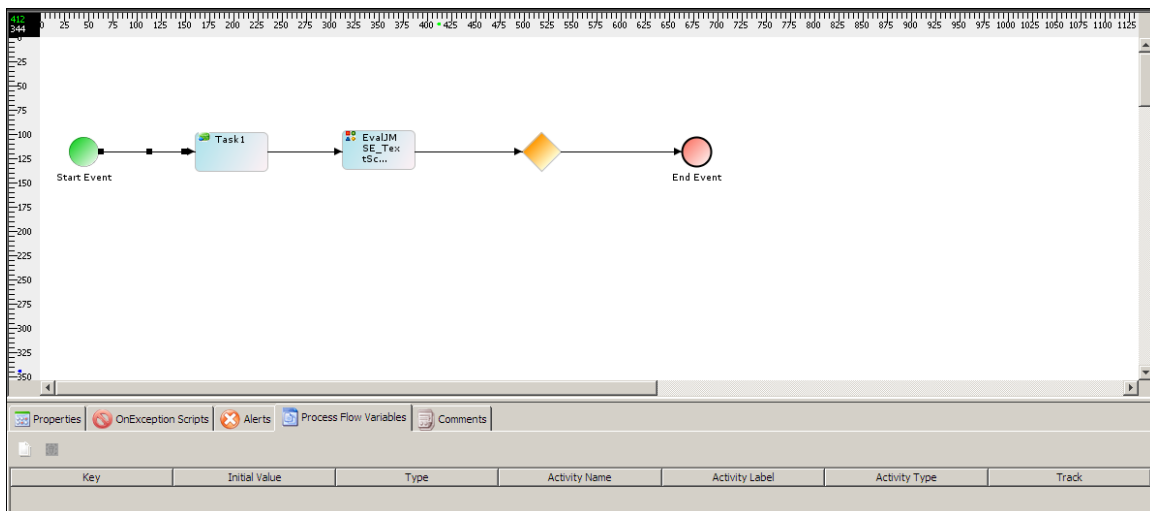 412
344
0 25 50 75 100 125 150 175 200 225 250 275 300 325 350 375 400 425 450 475 500 525 550 575 600 625 650 675 700 725 750 775 800 825 850 875 900 925 950 975 1000 1025 1050 1075 1100 1125
0
25
50
75
100
125
150
175
200
225
250
275
300
325
350
Start Event
Task1
EvalJM
SE_Tex
tSc...
End Event
Properties OnException Scripts Alerts Process Flow Variables Comments
Key Initial Value Type Activity Name Activity Label Activity Type Track